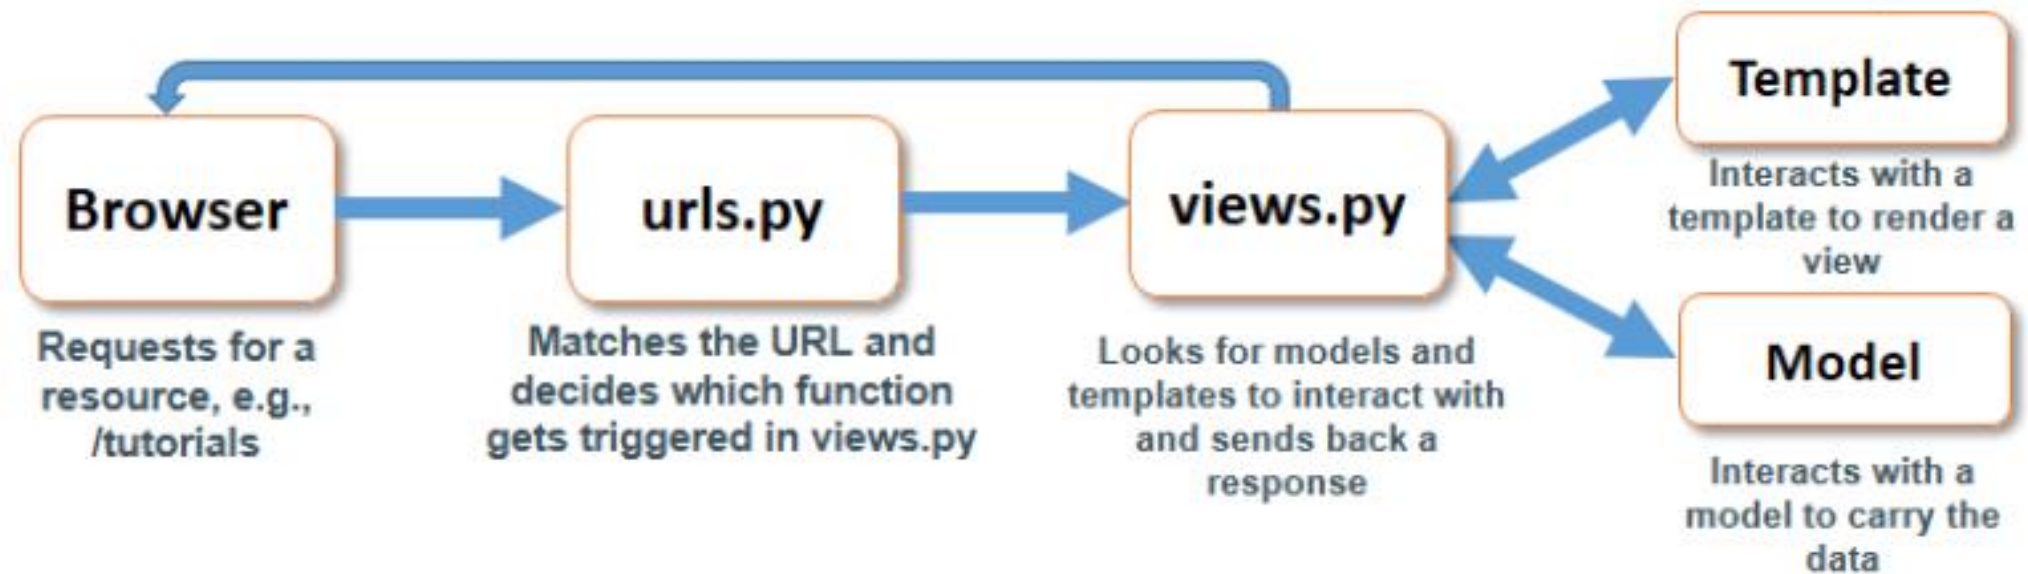 Browser
Requests for a
resource, e.g.,
/tutorials
urls.py
Matches the URL and
decides which function
gets triggered in views.py
views.py
Looks for models and
templates to interact with
and sends back a
response
Template
Interacts with a
template to render a
view
Model
Interacts with a
model to carry the
data